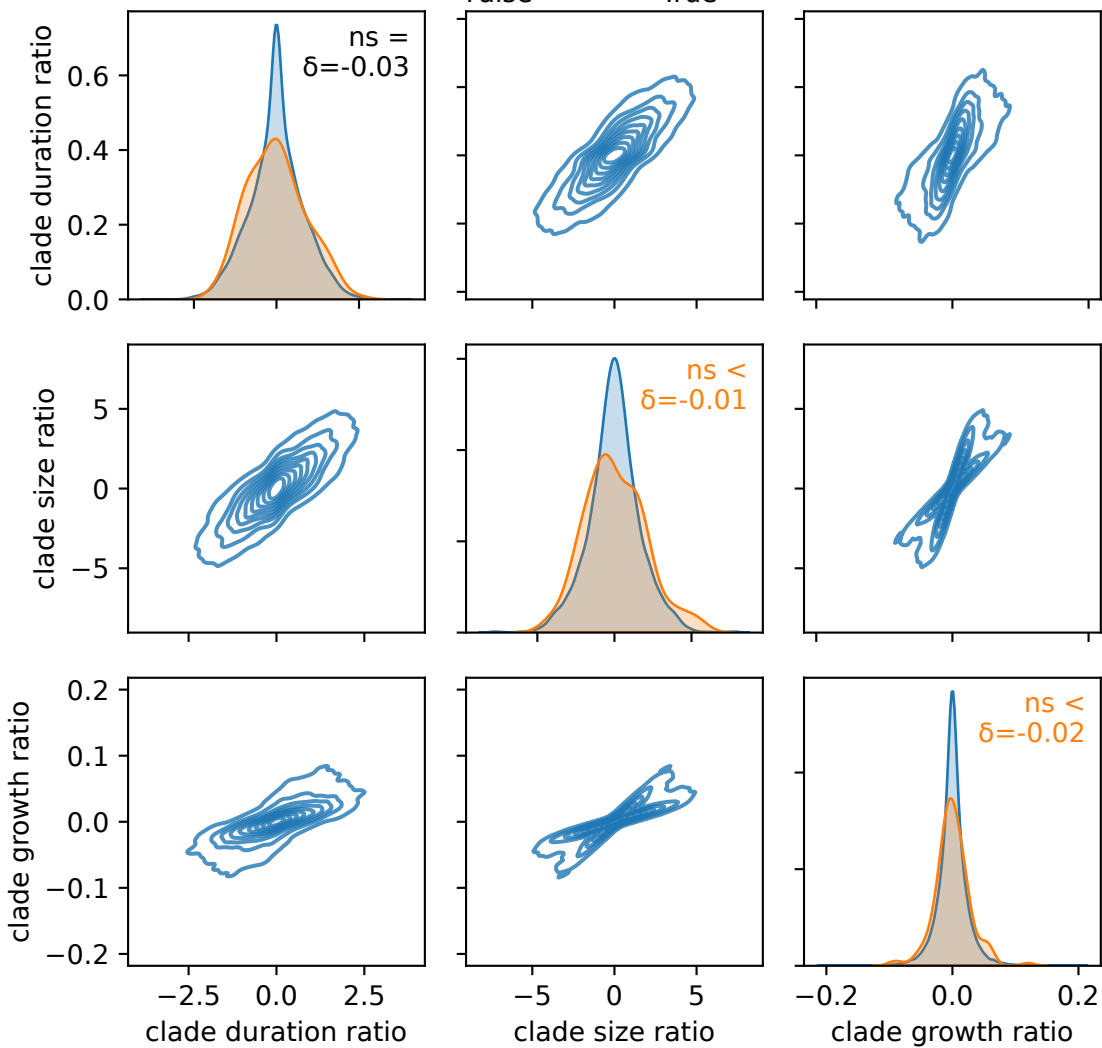 clade duration ratio
0.6
0.4
0.2
0.0
ns =
δ=-0.03
clade size ratio
5
0
−5
ns <
δ=-0.01
clade growth ratio
0.2
0.1
0.0
−0.1
−0.2
ns <
δ=-0.02
−2.5 0.0 2.5
−5 0 5
−0.2 0.0 0.2
clade duration ratio
clade size ratio
clade growth ratio